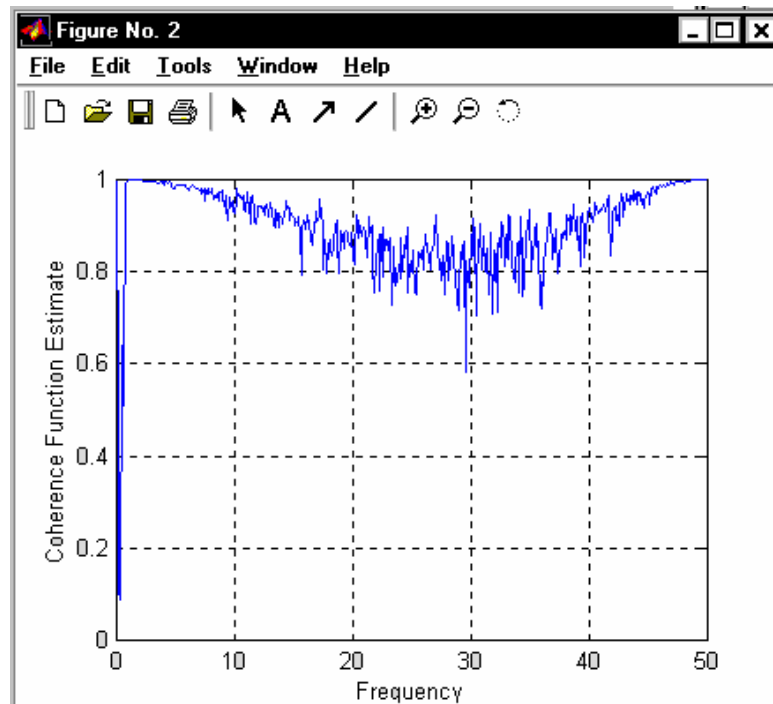 Figure No. 2
File Edit Tools Window Help
A
1
0.8
0.6
0.4
0.2
0
Coherence Function Estimate
0 10 20 30 40 50
Frequency